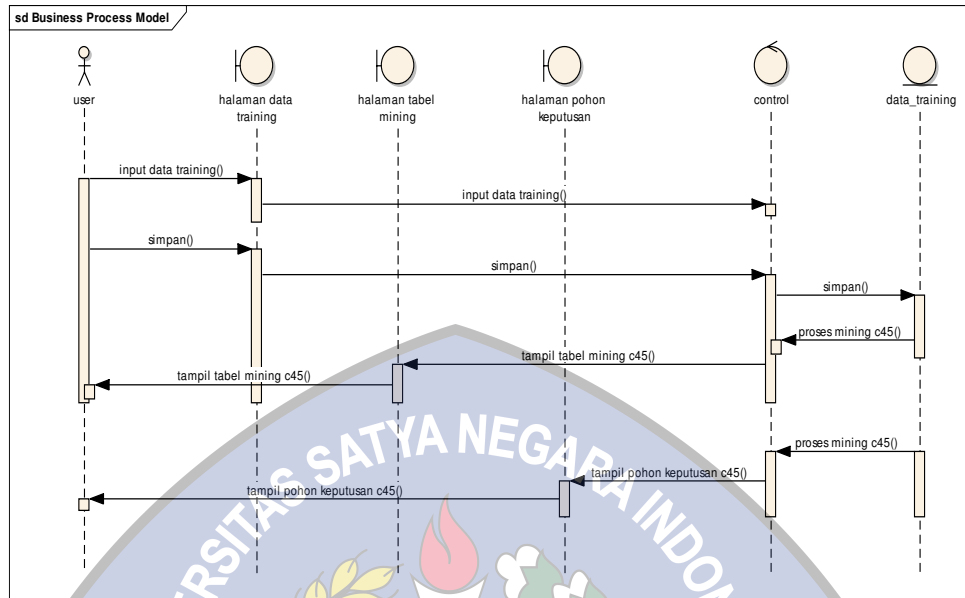 sd Business Process Model
user
halaman data
training
halaman tabel
mining
halaman pohon
keputusan
control
data_training
input data training()
input data training()
simpan()
simpan()
simpan()
proses mining c45()
tampil tabel mining c45()
tampil tabel mining c45()
proses mining c45()
tampil pohon keputusan c45()
tampil pohon keputusan c45()
ERSITAS SATYA NEGARA INDON